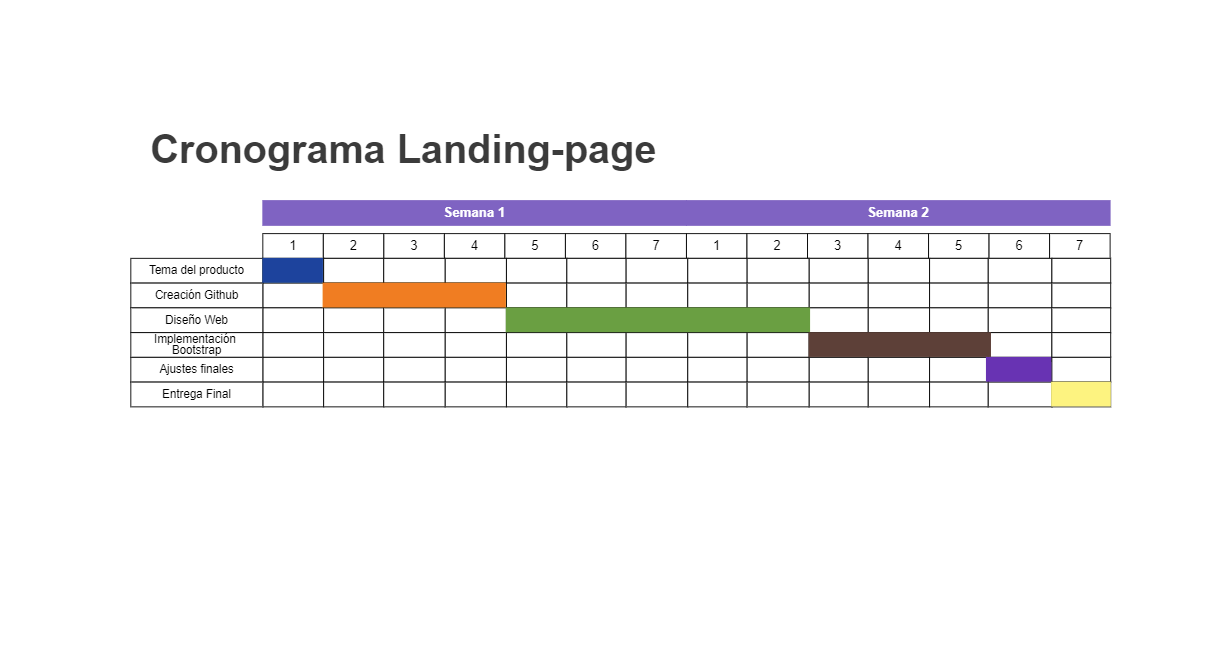 Cronograma Landing-page
Semana 1 Semana 2
1 2 3 4 5 6 7 1 2 3 4 5 6 7
Tema del producto
Creación Github
Diseño Web
Implementación
Bootstrap
Ajustes finales
Entrega Final